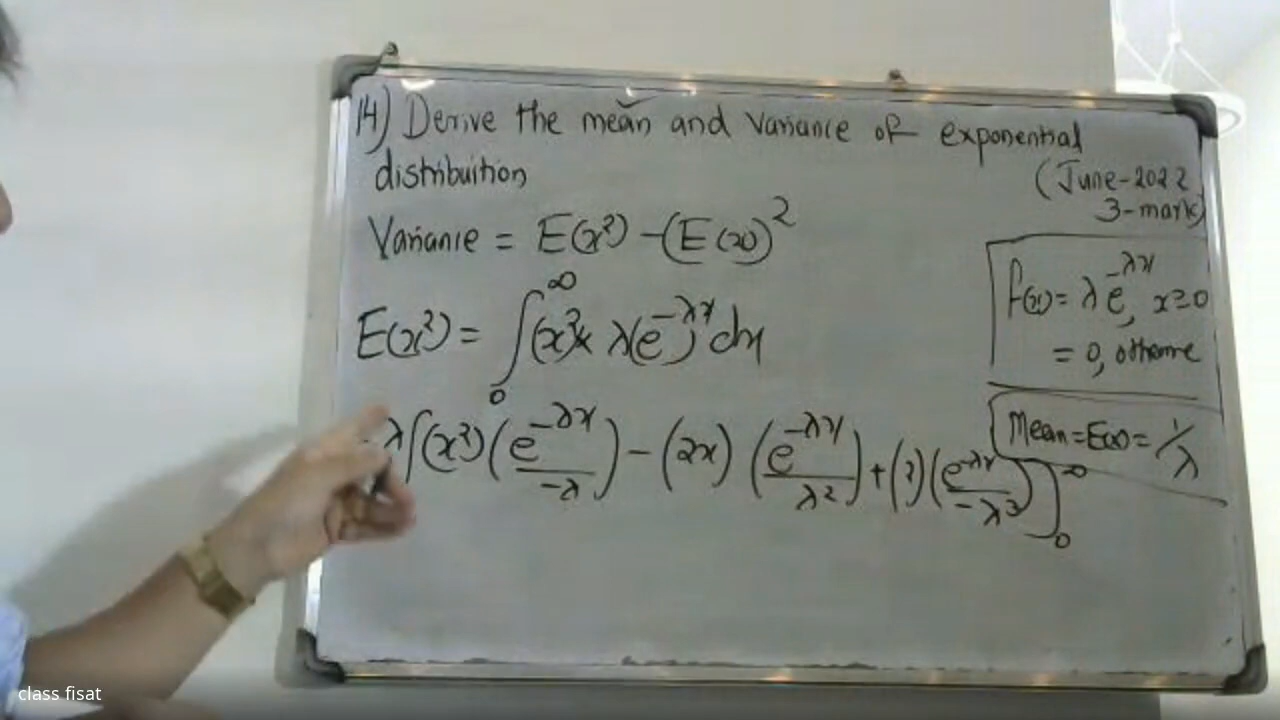 14) Derive the mean and Variance of exponential
distribuition
(June-2022
3-mark)
Variance = E(x²) - (E(x))²
f(x) = λ e^{-λx}, x≥0
= 0, otherwise
E(x²) = ∫₀^∞ (x²)× λ(e^{-λx}) dx
Mean = E(x) = 1/λ
= λ[(x²)(e^{-λx}/-λ) - (2x)(e^{-λx}/λ²) + (2)(e^{-λx}/-λ³)]₀^∞
class fisat